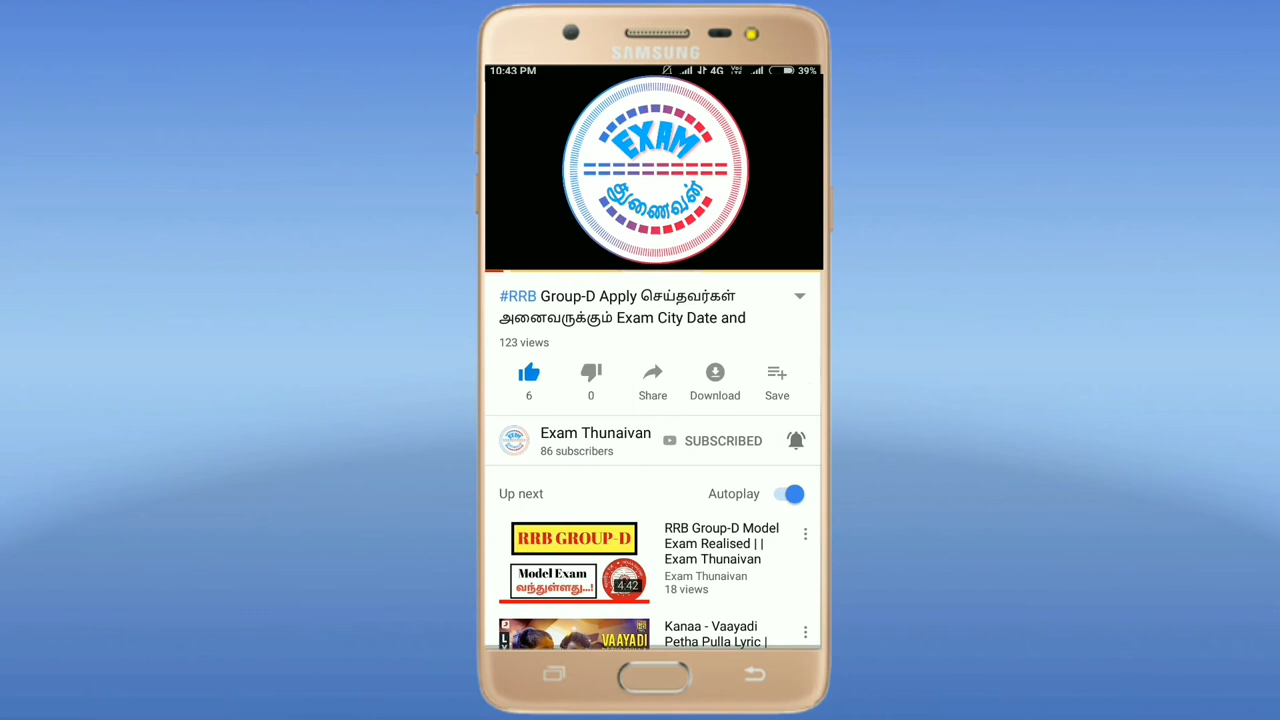 SAMSUNG
10:43 PM
4G
VoLTE
39%
EXAM
துணைவன்
#RRB Group-D Apply செய்தவர்கள்
அனைவருக்கும் Exam City Date and
123 views
6
0
Share
Download
Save
Exam Thunaivan
SUBSCRIBED
86 subscribers
Up next
Autoplay
RRB GROUP-D
Model Exam
வந்துள்ளது...!
4:42
RRB Group-D Model
Exam Realised ||
Exam Thunaivan
Exam Thunaivan
18 views
VAAYADI
Kanaa - Vaayadi
Petha Pulla Lyric |